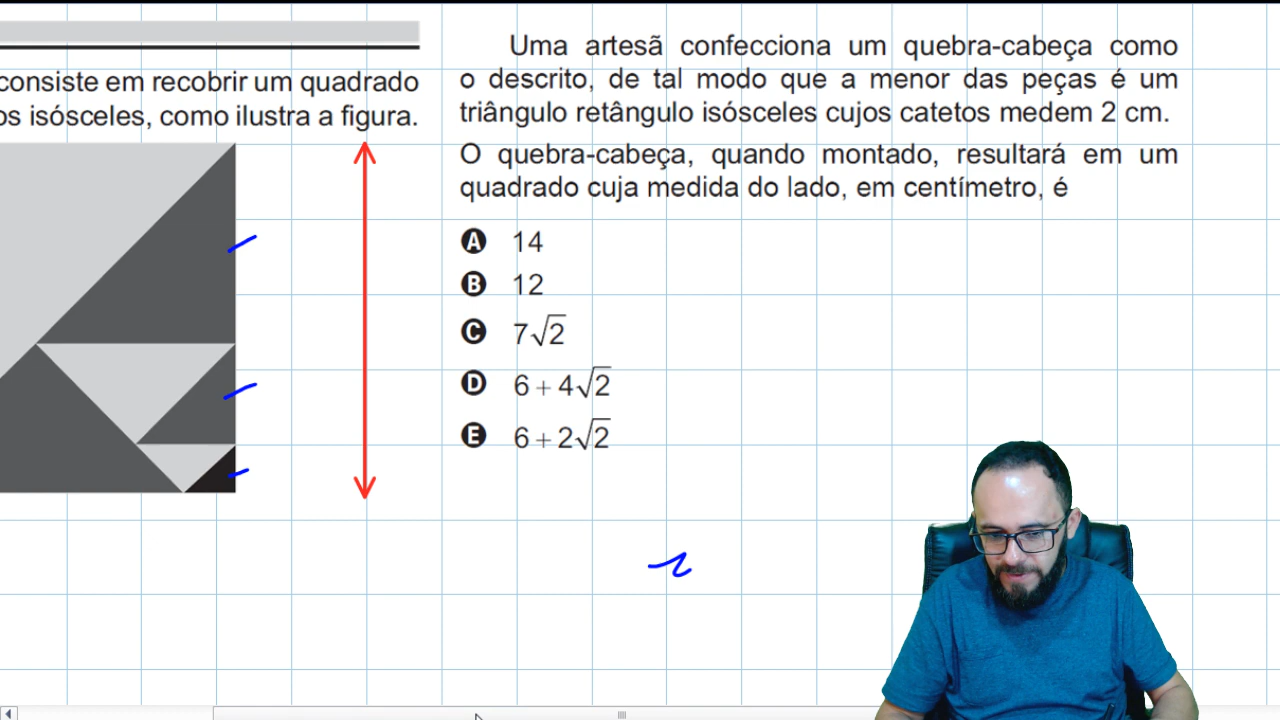 consiste em recobrir um quadrado
os isósceles, como ilustra a figura.
Uma artesã confecciona um quebra-cabeça como
o descrito, de tal modo que a menor das peças é um
triângulo retângulo isósceles cujos catetos medem 2 cm.
O quebra-cabeça, quando montado, resultará em um
quadrado cuja medida do lado, em centímetro, é
A 14
B 12
C 7√2
D 6 + 4√2
E 6 + 2√2